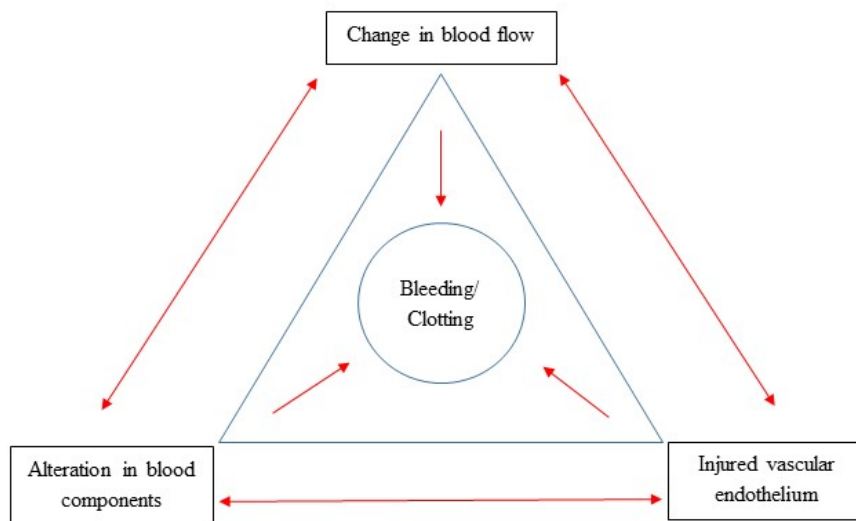 Change in blood flow
Bleeding/
Clotting
Alteration in blood
components
Injured vascular
endothelium